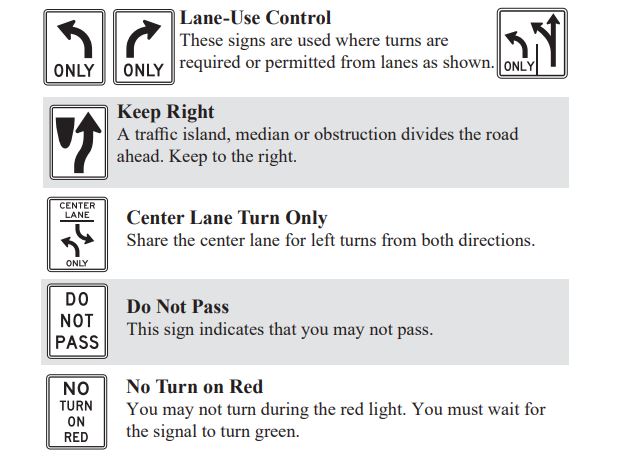 Lane-Use Control
These signs are used where turns are
required or permitted from lanes as shown.
ONLY
ONLY
ONLY
Keep Right
A traffic island, median or obstruction divides the road
ahead. Keep to the right.
CENTER
LANE
ONLY
Center Lane Turn Only
Share the center lane for left turns from both directions.
DO
NOT
PASS
Do Not Pass
This sign indicates that you may not pass.
NO
TURN
ON
RED
No Turn on Red
You may not turn during the red light. You must wait for
the signal to turn green.